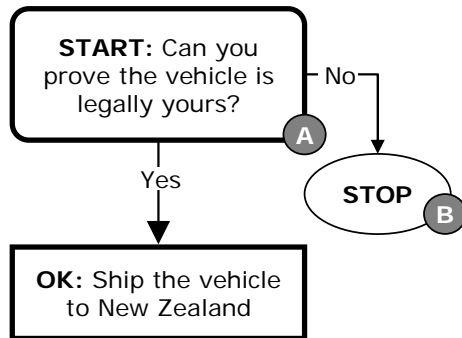 START: Can you
prove the vehicle is
legally yours?
No
A
Yes
STOP
B
OK: Ship the vehicle
to New Zealand